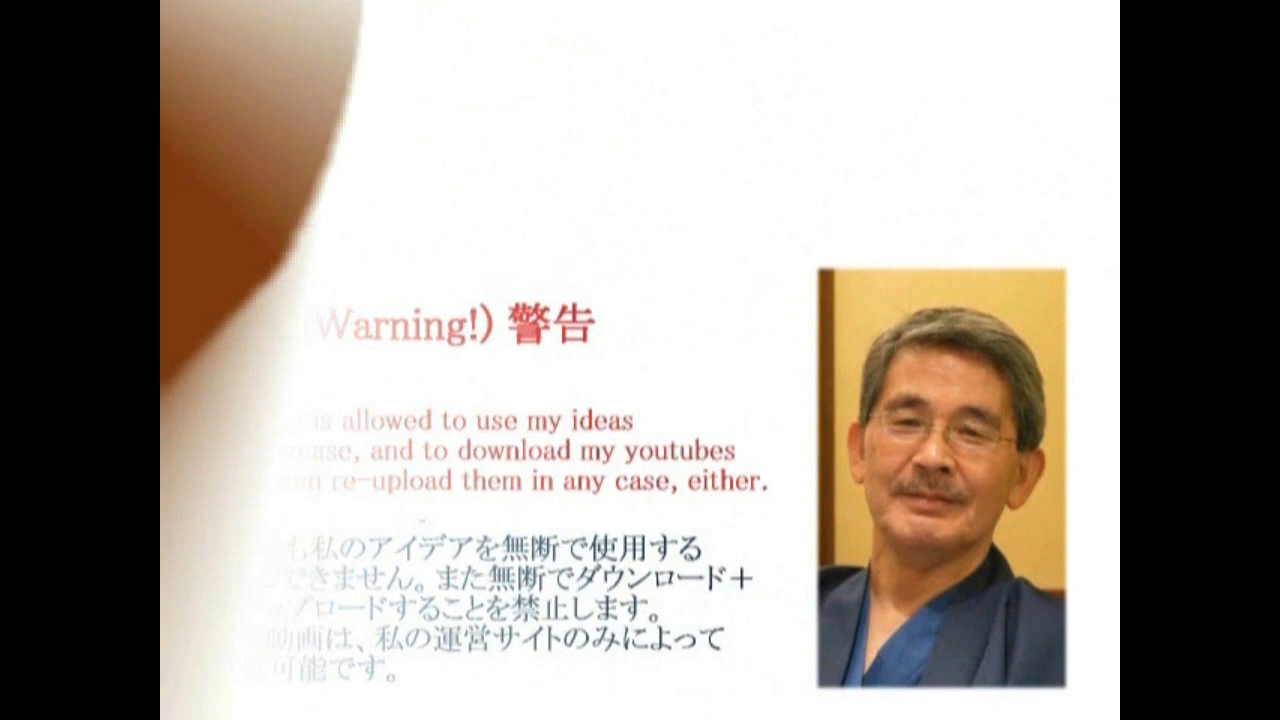 Warning!) 警告
is allowed to use my ideas
and to download my youtubes
re-upload them in any case, either.
も私のアイデアを無断で使用する
できません。また無断でダウンロード＋
プロードすることを禁止します。
動画は、私の運営サイトのみによって
可能です。